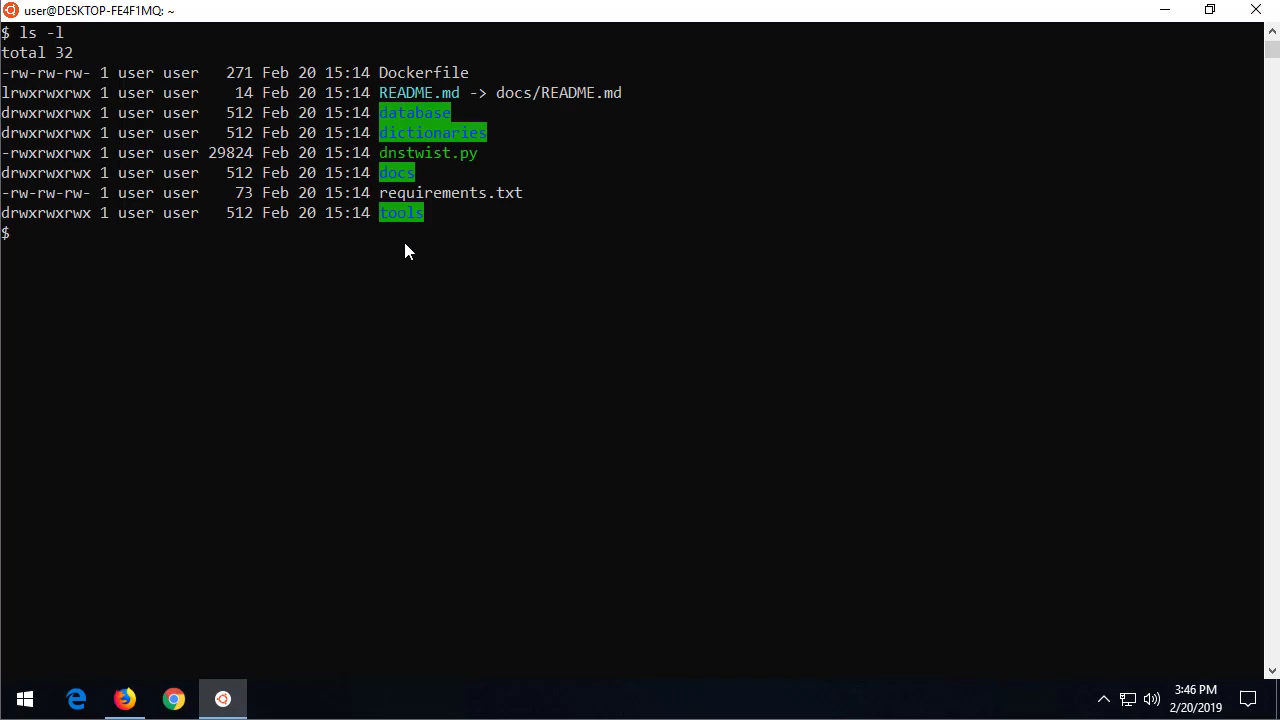 user@DESKTOP-FE4F1MQ: ~
$ ls -l
total 32
-rw-rw-rw- 1 user user   271 Feb 20 15:14 Dockerfile
lrwxrwxrwx 1 user user    14 Feb 20 15:14 README.md -> docs/README.md
drwxrwxrwx 1 user user   512 Feb 20 15:14 database
drwxrwxrwx 1 user user   512 Feb 20 15:14 dictionaries
-rwxrwxrwx 1 user user 29824 Feb 20 15:14 dnstwist.py
drwxrwxrwx 1 user user   512 Feb 20 15:14 docs
-rw-rw-rw- 1 user user    73 Feb 20 15:14 requirements.txt
drwxrwxrwx 1 user user   512 Feb 20 15:14 tools
$
3:46 PM
2/20/2019